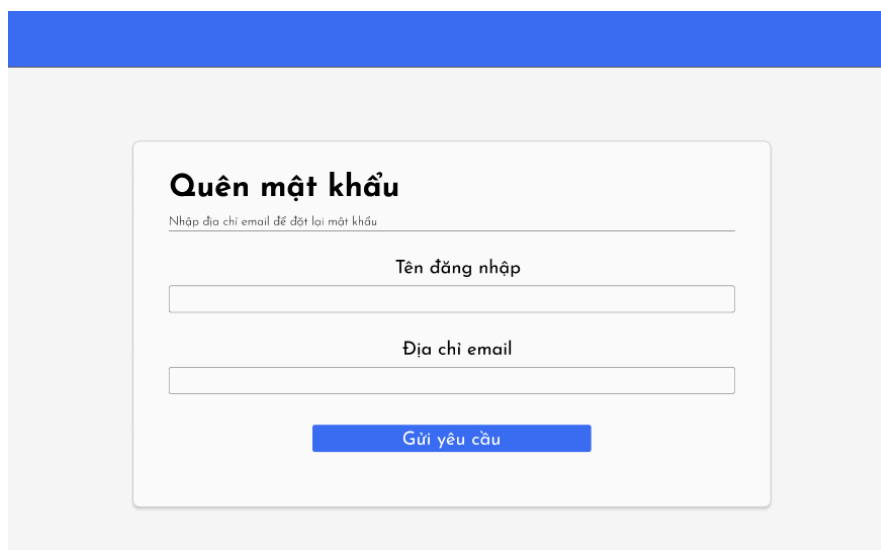 Quên mật khẩu
Nhập địa chỉ email để đặt lại mật khẩu
Tên đăng nhập
Địa chỉ email
Gửi yêu cầu